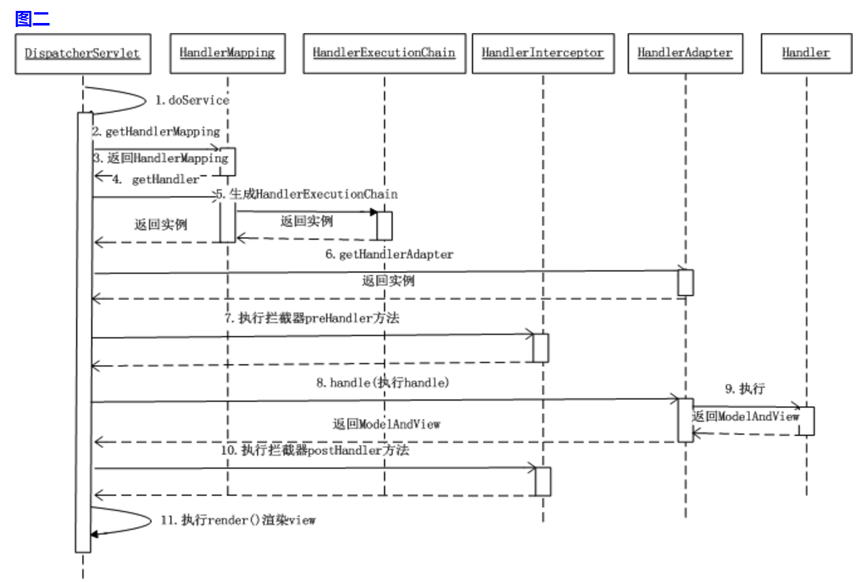 图二
DispatcherServlet
HandlerMapping
HandlerExecutionChain
HandlerInterceptor
HandlerAdapter
Handler
1.doService
2.getHandlerMapping
3.返回HandlerMapping
4. getHandler
5.生成HandlerExecutionChain
返回实例
返回实例
6.getHandlerAdapter
返回实例
7.执行拦截器preHandler方法
8.handle(执行handle)
9.执行
返回ModelAndView
返回ModelAndView
10.执行拦截器postHandler方法
11.执行render()渲染view